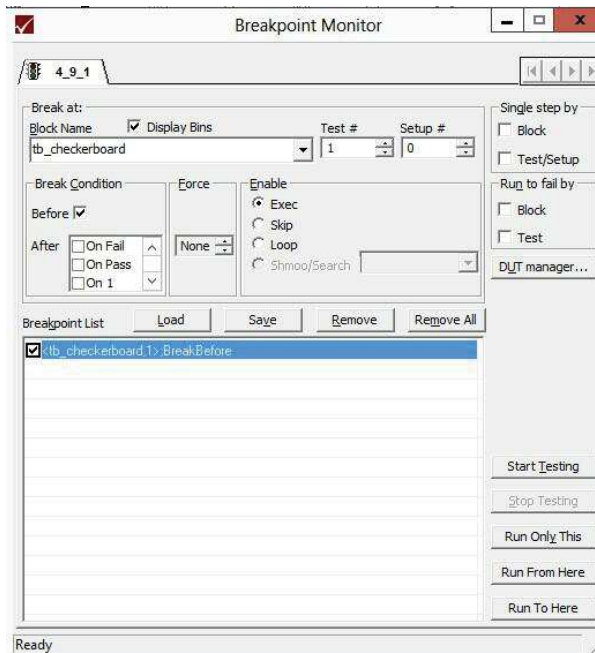 Breakpoint Monitor
4_9_1
Break at:
Block Name
Display Bins
Test #
Setup #
tb_checkerboard
1
0
Break Condition
Before
After
On Fail
On Pass
On 1
Force
None
Enable
Exec
Skip
Loop
Shmoo/Search
Single step by
Block
Test/Setup
Run to fail by
Block
Test
DUT manager...
Breakpoint List
Load
Save
Remove
Remove All
<tb_checkerboard,1>;BreakBefore
Start Testing
Stop Testing
Run Only This
Run From Here
Run To Here
Ready